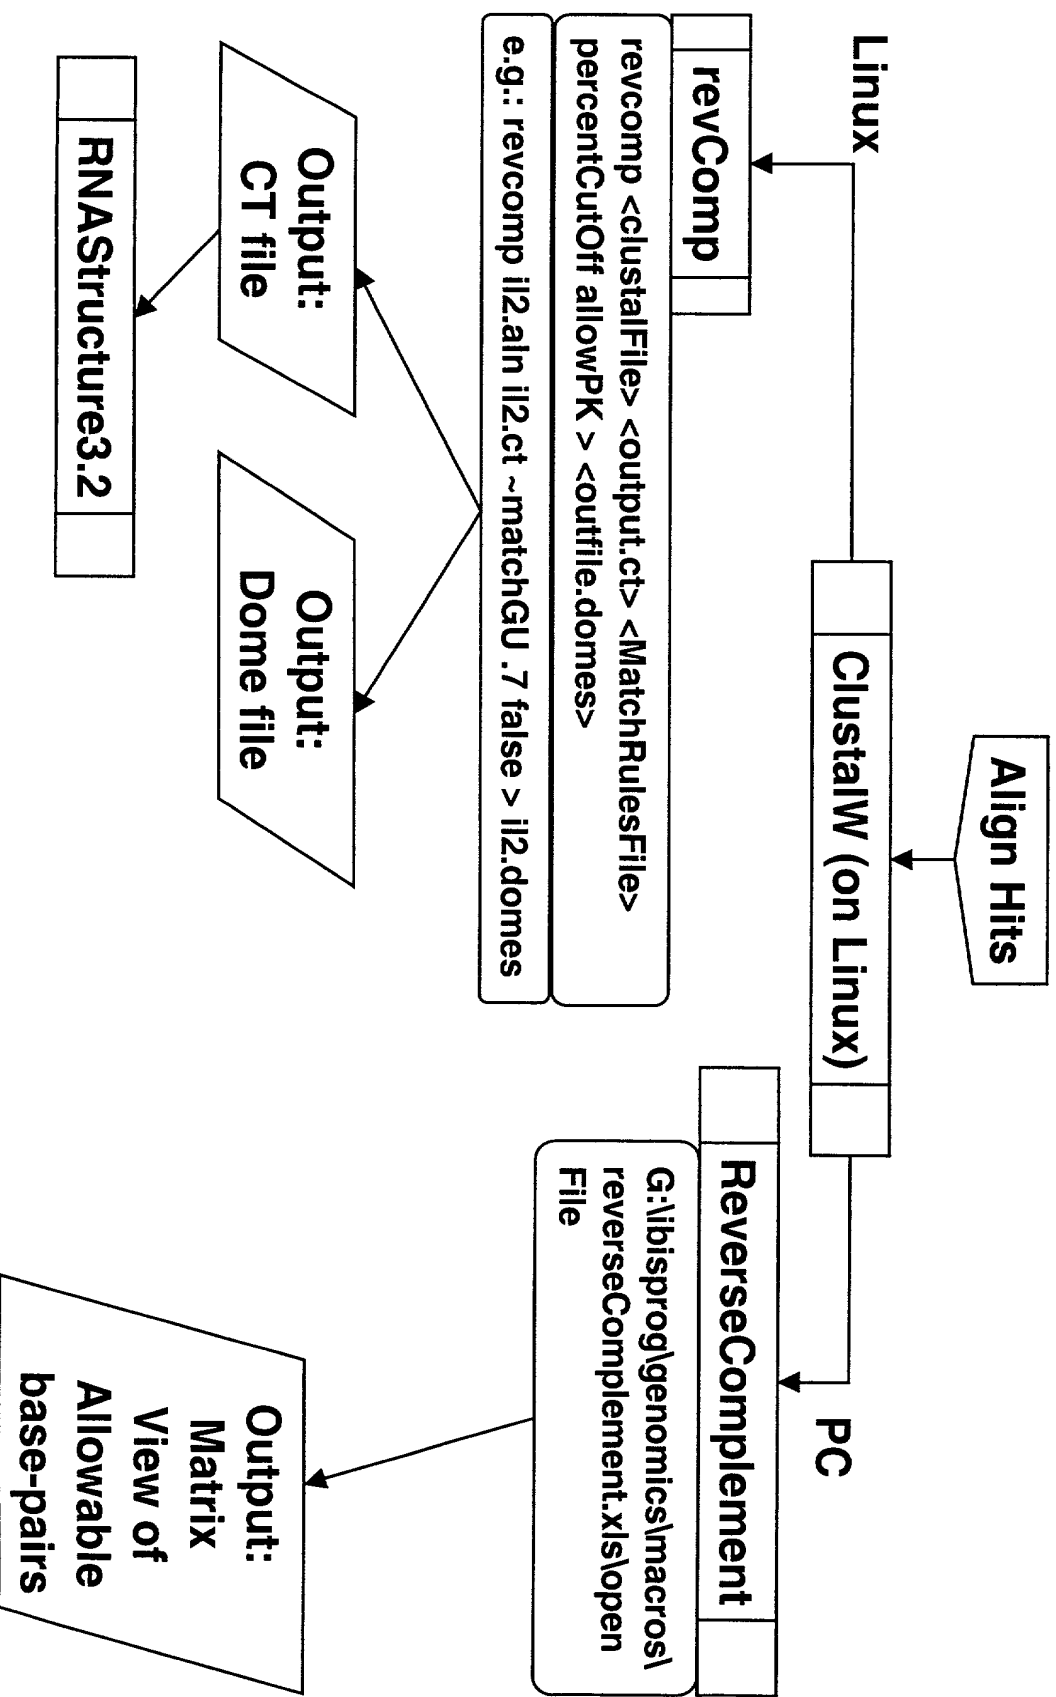 Align Hits
ClustalW (on Linux)
Linux
PC
revComp
revcomp <clustalFile> <output.ct> <MatchRulesFile>
percentCutOff allowPK > <outfile.domes>
e.g.: revcomp il2.aln il2.ct ~matchGU .7 false > il2.domes
Output:
CT file
Output:
Dome file
RNAStructure3.2
ReverseComplement
G:\ibisprog\genomics\macros\
reverseComplement.xls\open
File
Output:
Matrix
View of
Allowable
base-pairs